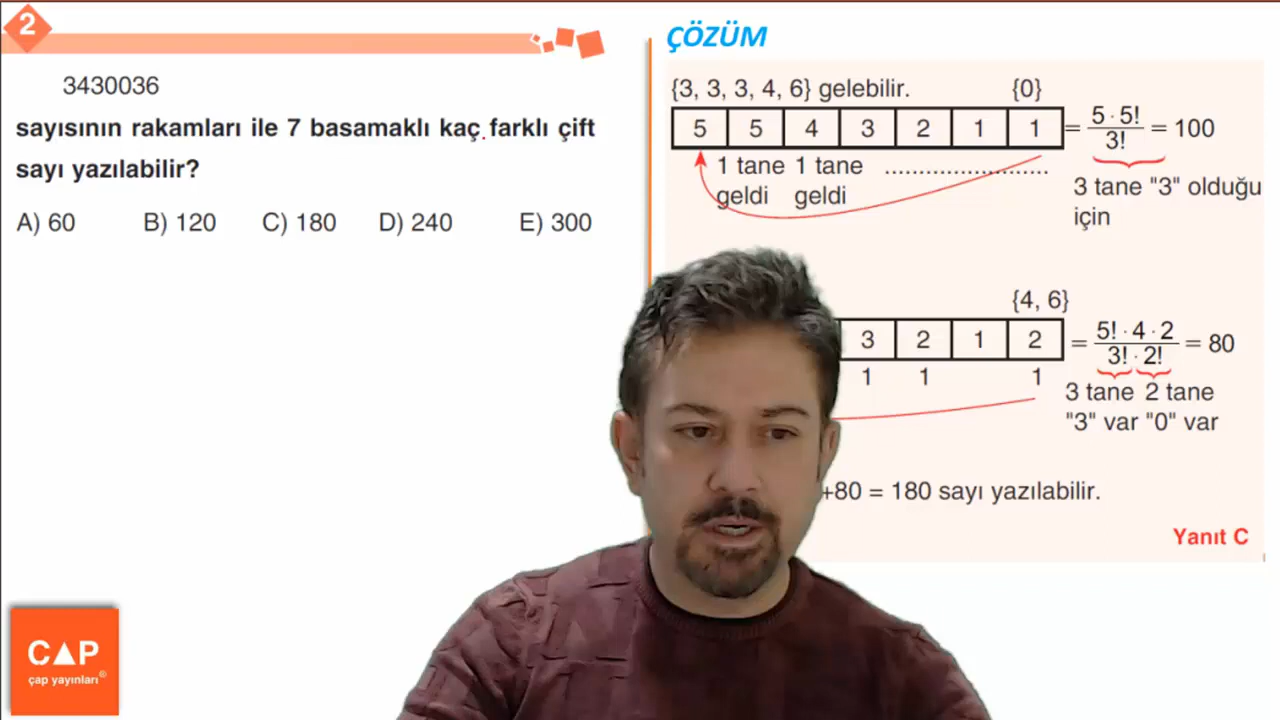 2
3430036
sayısının rakamları ile 7 basamaklı kaç farklı çift
sayı yazılabilir?
A) 60 B) 120 C) 180 D) 240 E) 300
ÇÖZÜM
{3, 3, 3, 4, 6} gelebilir. {0}
5 5 4 3 2 1 1 = 5 · 5! / 3! = 100
1 tane 1 tane ........................
geldi geldi
3 tane "3" olduğu
için
{4, 6}
3 2 1 2 = 5! · 4 · 2 / 3! · 2! = 80
1 1 1
3 tane 2 tane
"3" var "0" var
+80 = 180 sayı yazılabilir.
Yanıt C
ÇAP
çap yayınları®